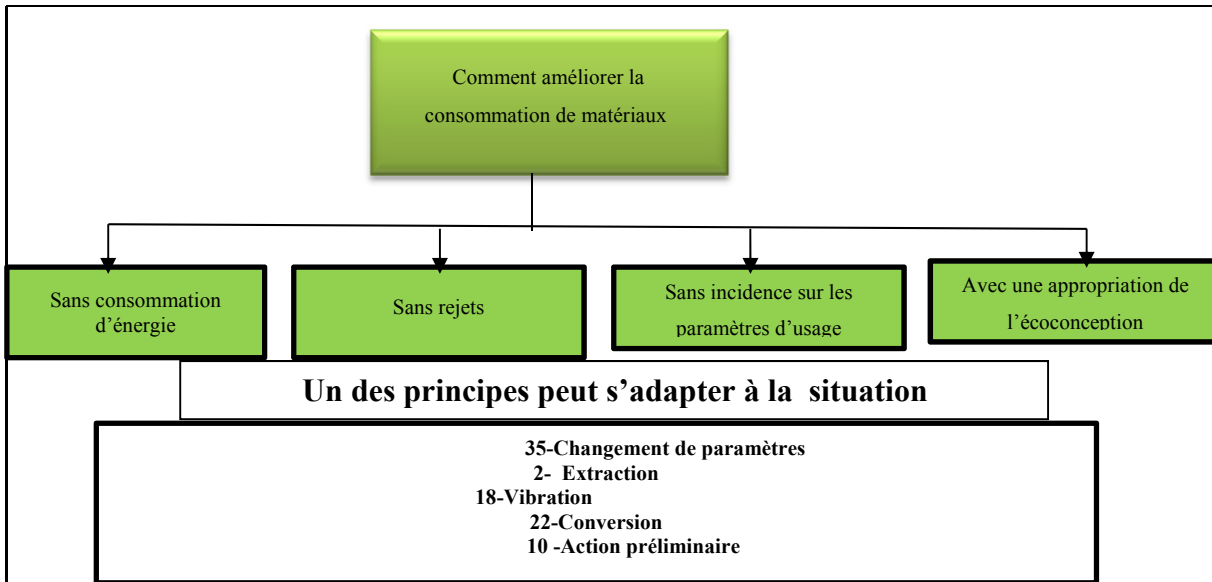 Comment améliorer la
consommation de matériaux
Sans consommation
d’énergie
Sans rejets
Sans incidence sur les
paramètres d’usage
Avec une appropriation de
l’écoconception
Un des principes peut s’adapter à la situation
35-Changement de paramètres
2- Extraction
18-Vibration
22-Conversion
10 -Action préliminaire